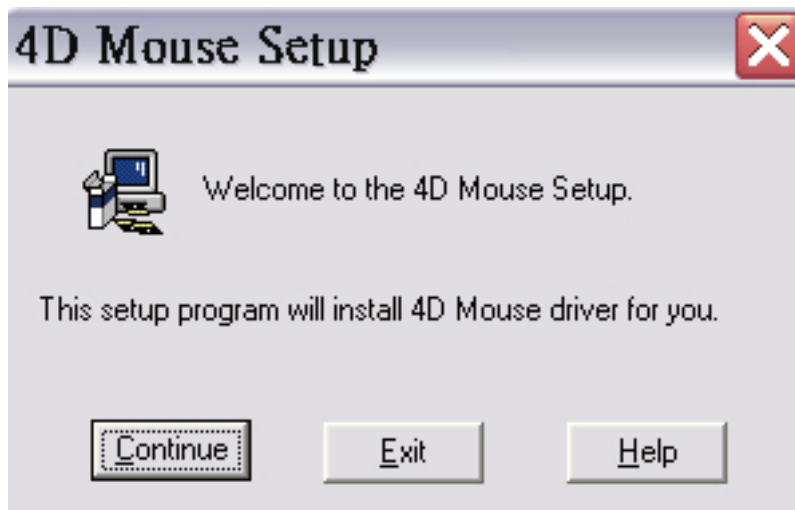 4D Mouse Setup
Welcome to the 4D Mouse Setup.
This setup program will install 4D Mouse driver for you.
Continue Exit Help